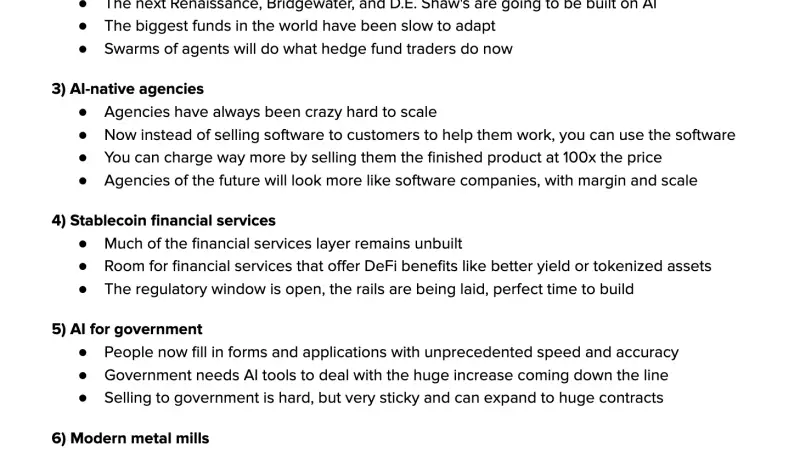 ● The next Renaissance, Bridgewater, and D.E. Shaw's are going to be built on AI
● The biggest funds in the world have been slow to adapt
● Swarms of agents will do what hedge fund traders do now
3) AI-native agencies
● Agencies have always been crazy hard to scale
● Now instead of selling software to customers to help them work, you can use the software
● You can charge way more by selling them the finished product at 100x the price
● Agencies of the future will look more like software companies, with margin and scale
4) Stablecoin financial services
● Much of the financial services layer remains unbuilt
● Room for financial services that offer DeFi benefits like better yield or tokenized assets
● The regulatory window is open, the rails are being laid, perfect time to build
5) AI for government
● People now fill in forms and applications with unprecedented speed and accuracy
● Government needs AI tools to deal with the huge increase coming down the line
● Selling to government is hard, but very sticky and can expand to huge contracts
6) Modern metal mills